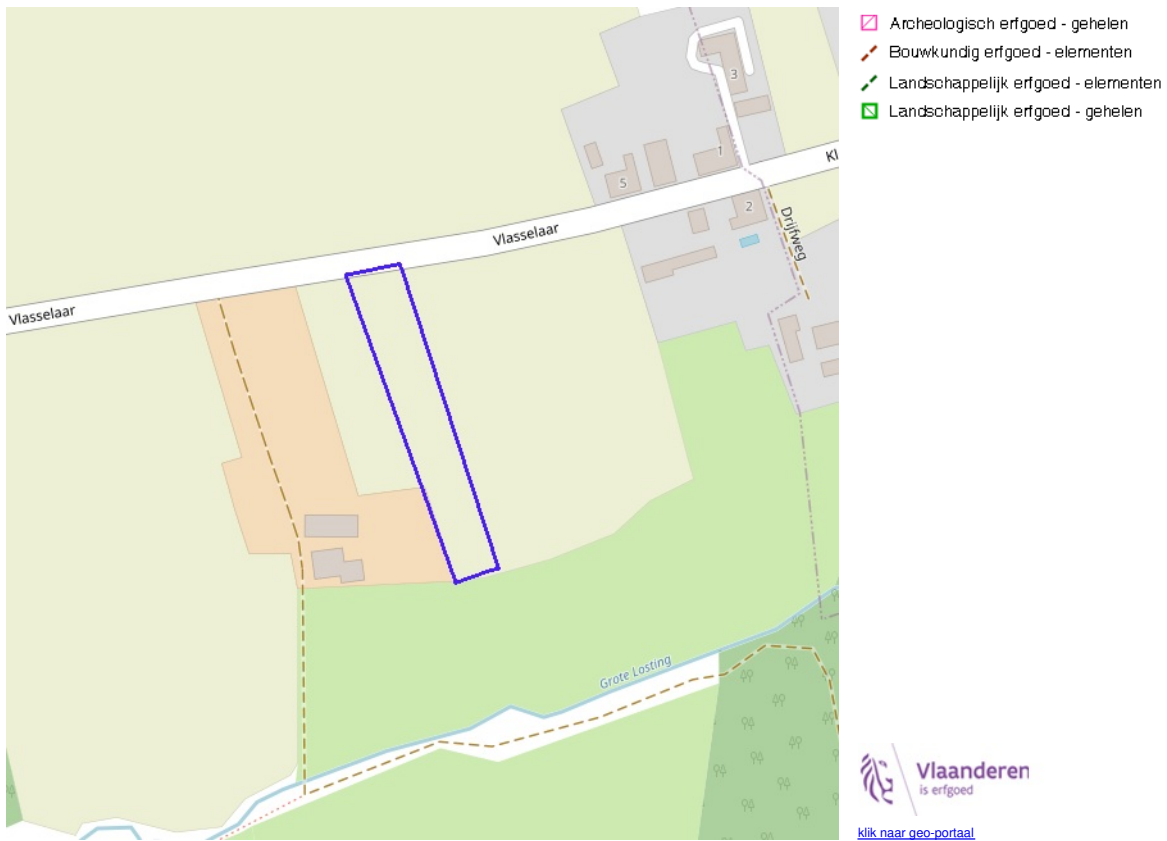 Archeologisch erfgoed - gehelen
Bouwkundig erfgoed - elementen
Landschappelijk erfgoed - elementen
Landschappelijk erfgoed - gehelen
3
1
Kl
5
2
Drijfweg
Vlasselaar
Vlasselaar
Grote Losting
Vlaanderen
is erfgoed
klik naar geo-portaal